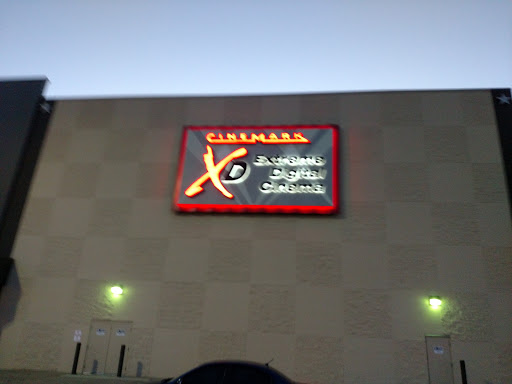 CINEMARK
XD
Extreme
Digital
Cinema